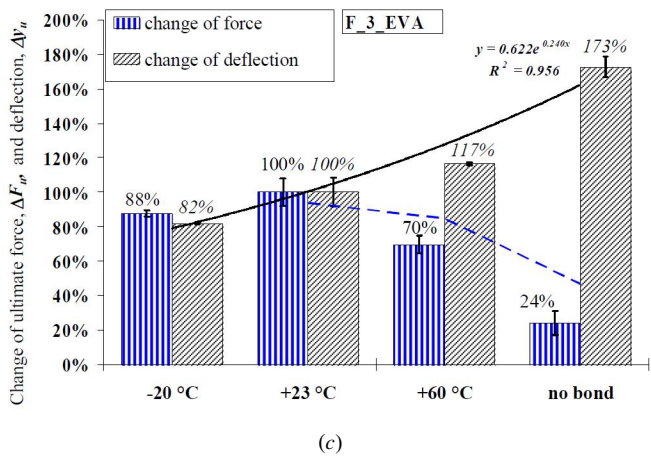 (c)
Change of ultimate force, ΔFu, and deflection, Δyu
200%
180%
160%
140%
120%
100%
80%
60%
40%
20%
0%
change of force
change of deflection
F_3_EVA
y = 0.622e^0.240x
R² = 0.956
173%
88%
82%
100%
100%
70%
117%
24%
-20 °C
+23 °C
+60 °C
no bond
(c)